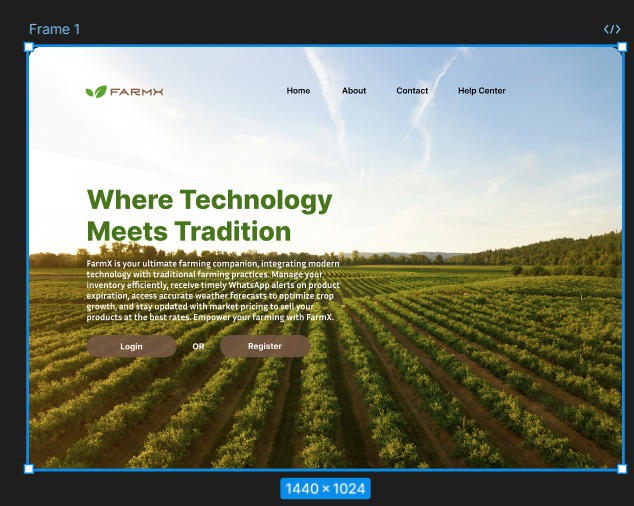 Frame 1
</>
FARMX
Home About Contact Help Center
Where Technology
Meets Tradition
FarmX is your ultimate farming companion, integrating modern
technology with traditional farming practices. Manage your
inventory efficiently, receive timely WhatsApp alerts on product
expiration, access accurate weather forecasts to optimize crop
growth, and stay updated with market pricing to sell your
products at the best rates. Empower your farming with FarmX.
Login OR Register
1440 × 1024